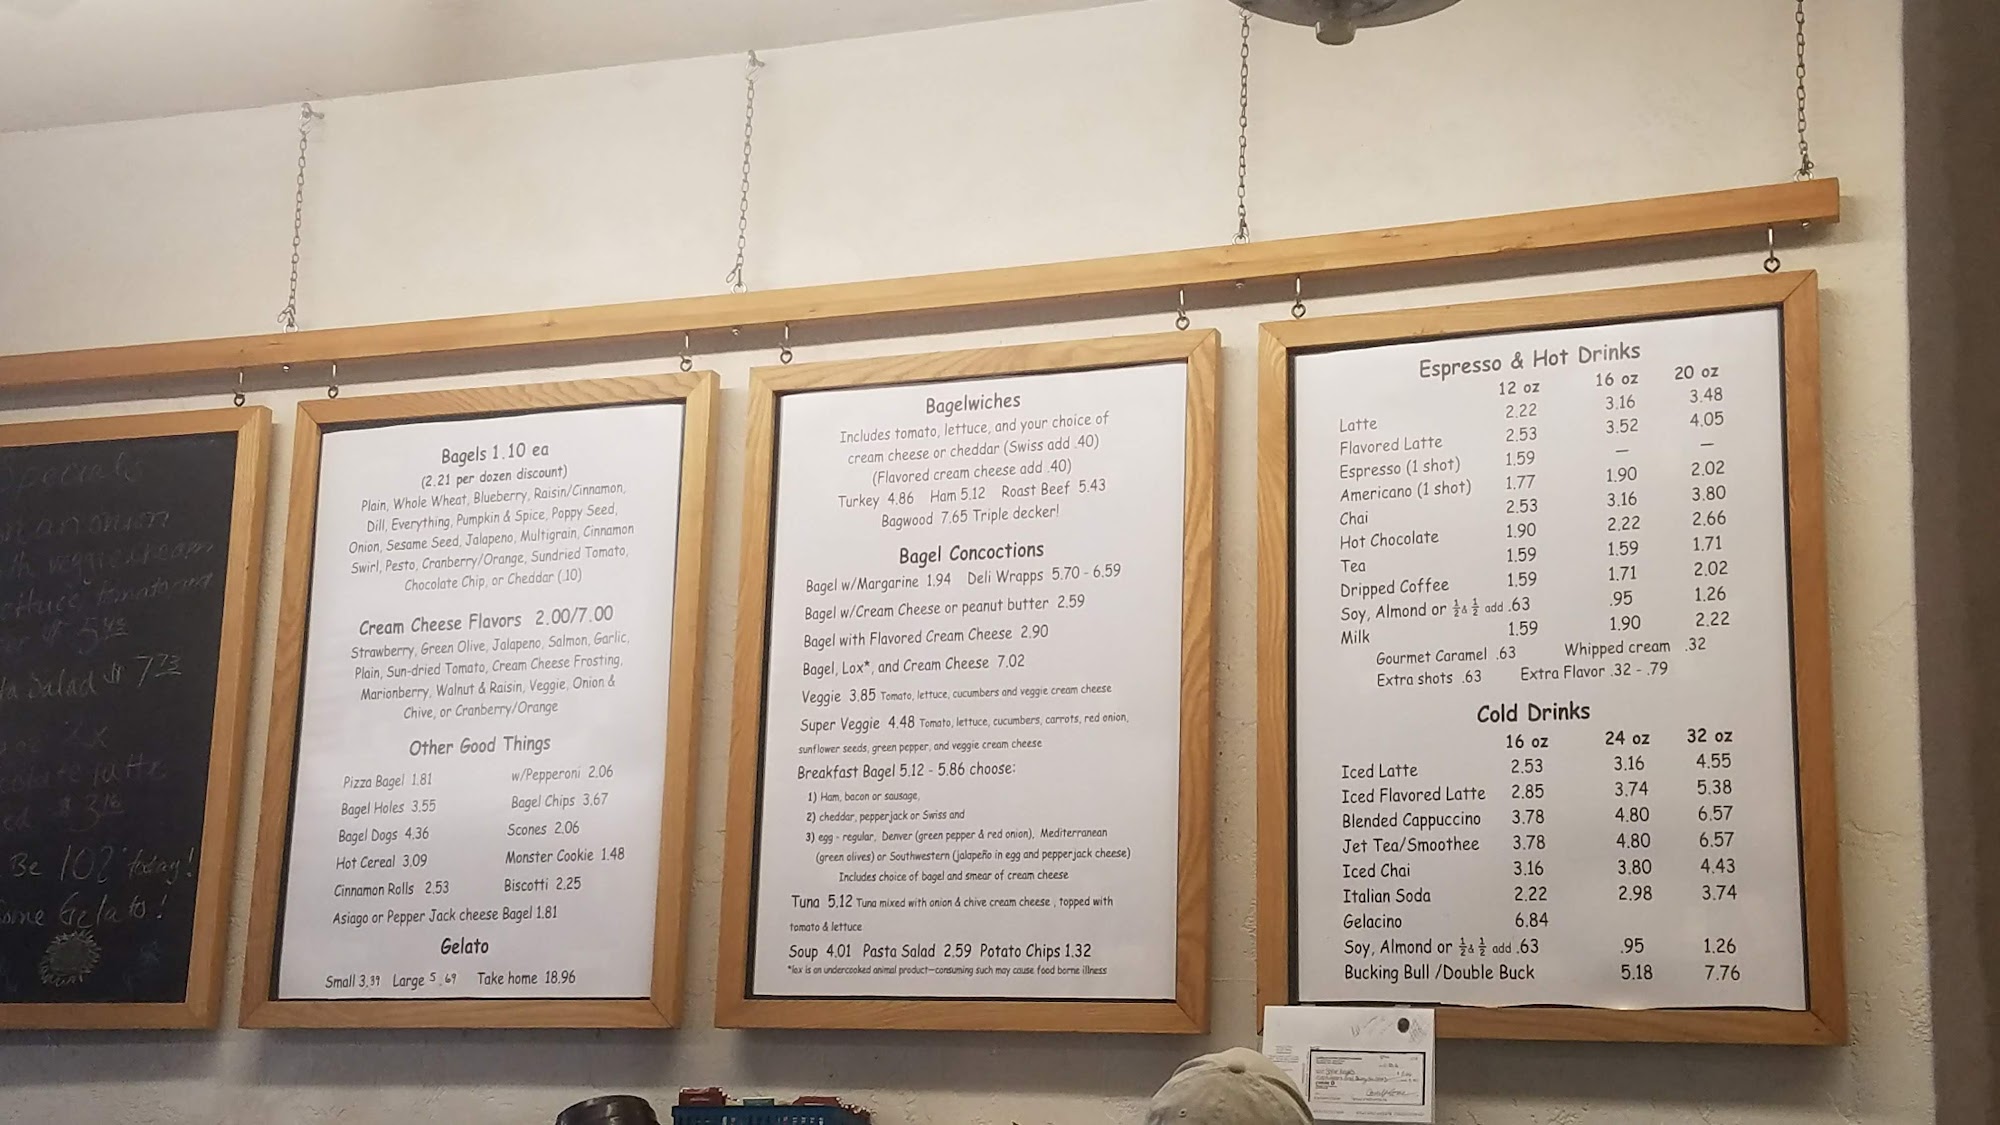 Specials
an onion
veggie cream
lettuce, tomato
$ 5.43
Salad $ 7.73
latte
$ 3.16
Be 102° today!
Some Gelato!
Bagels 1.10 ea
(2.21 per dozen discount)
Plain, Whole Wheat, Blueberry, Raisin/Cinnamon,
Dill, Everything, Pumpkin & Spice, Poppy Seed,
Onion, Sesame Seed, Jalapeno, Multigrain, Cinnamon
Swirl, Pesto, Cranberry/Orange, Sundried Tomato,
Chocolate Chip, or Cheddar (.10)
Cream Cheese Flavors 2.00/7.00
Strawberry, Green Olive, Jalapeno, Salmon, Garlic,
Plain, Sun-dried Tomato, Cream Cheese Frosting,
Marionberry, Walnut & Raisin, Veggie, Onion &
Chive, or Cranberry/Orange
Other Good Things
Pizza Bagel 1.81 w/Pepperoni 2.06
Bagel Holes 3.55 Bagel Chips 3.67
Bagel Dogs 4.36 Scones 2.06
Hot Cereal 3.09 Monster Cookie 1.48
Cinnamon Rolls 2.53 Biscotti 2.25
Asiago or Pepper Jack cheese Bagel 1.81
Gelato
Small 3.39 Large 5.69 Take home 18.96
Bagelwiches
Includes tomato, lettuce, and your choice of
cream cheese or cheddar (Swiss add .40)
(Flavored cream cheese add .40)
Turkey 4.86 Ham 5.12 Roast Beef 5.43
Bagwood 7.65 Triple decker!
Bagel Concoctions
Bagel w/Margarine 1.94 Deli Wrapps 5.70 - 6.59
Bagel w/Cream Cheese or peanut butter 2.59
Bagel with Flavored Cream Cheese 2.90
Bagel, Lox*, and Cream Cheese 7.02
Veggie 3.85 Tomato, lettuce, cucumbers and veggie cream cheese
Super Veggie 4.48 Tomato, lettuce, cucumbers, carrots, red onion,
sunflower seeds, green pepper, and veggie cream cheese
Breakfast Bagel 5.12 - 5.86 choose:
1) Ham, bacon or sausage,
2) cheddar, pepperjack or Swiss and
3) egg - regular, Denver (green pepper & red onion), Mediterranean
(green olives) or Southwestern (jalapeño in egg and pepperjack cheese)
Includes choice of bagel and smear of cream cheese
Tuna 5.12 Tuna mixed with onion & chive cream cheese , topped with
tomato & lettuce
Soup 4.01 Pasta Salad 2.59 Potato Chips 1.32
*lox is an undercooked animal product—consuming such may cause food borne illness
Espresso & Hot Drinks
12 oz 16 oz 20 oz
Latte 2.22 3.16 3.48
Flavored Latte 2.53 3.52 4.05
Espresso (1 shot) 1.59 — —
Americano (1 shot) 1.77 1.90 2.02
Chai 2.53 3.16 3.80
Hot Chocolate 1.90 2.22 2.66
Tea 1.59 1.59 1.71
Dripped Coffee 1.59 1.71 2.02
Soy, Almond or ½ & ½ add .63 .95 1.26
Milk 1.59 1.90 2.22
Gourmet Caramel .63 Whipped cream .32
Extra shots .63 Extra Flavor .32 - .79
Cold Drinks
16 oz 24 oz 32 oz
Iced Latte 2.53 3.16 4.55
Iced Flavored Latte 2.85 3.74 5.38
Blended Cappuccino 3.78 4.80 6.57
Jet Tea/Smoothee 3.78 4.80 6.57
Iced Chai 3.16 3.80 4.43
Italian Soda 2.22 2.98 3.74
Gelacino 6.84
Soy, Almond or ½ & ½ add .63 .95 1.26
Bucking Bull /Double Buck 5.18 7.76